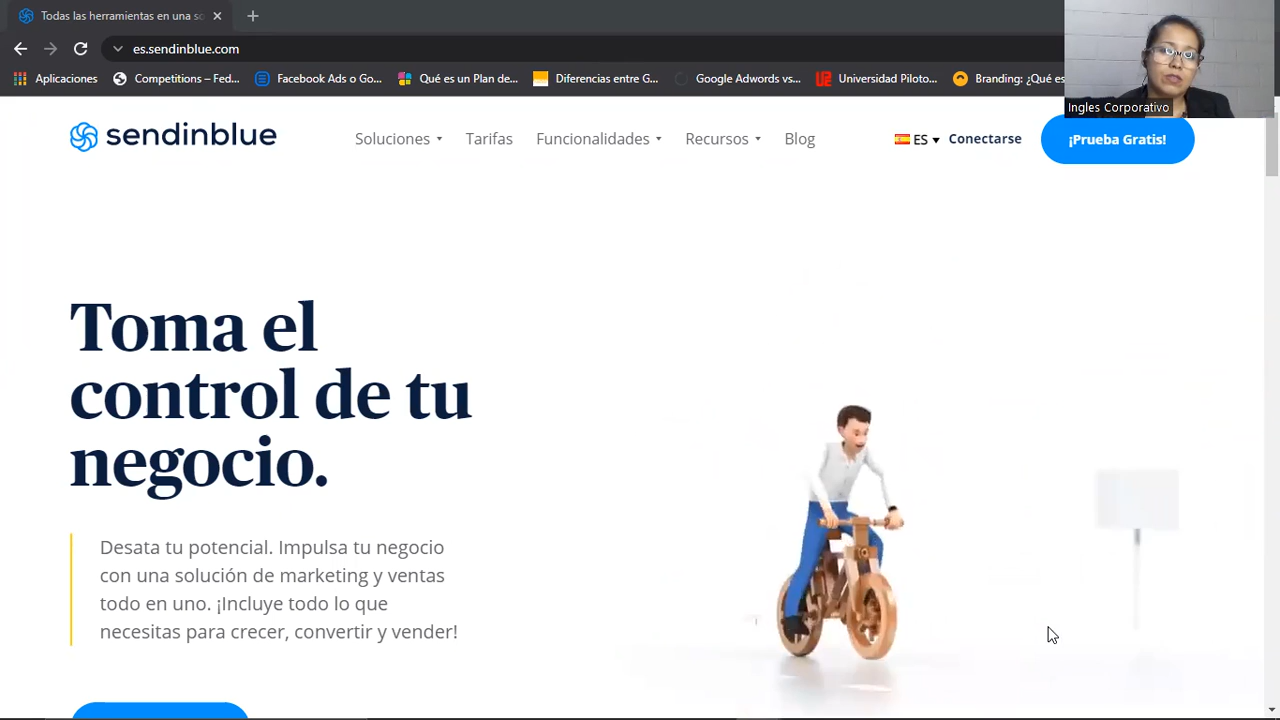 Todas las herramientas en una so
es.sendinblue.com
Aplicaciones
Competitions – Fed...
Facebook Ads o Go...
Qué es un Plan de...
Diferencias entre G...
Google Adwords vs...
Universidad Piloto...
Branding: ¿Qué es
Ingles Corporativo
sendinblue
Soluciones
Tarifas
Funcionalidades
Recursos
Blog
ES
Conectarse
¡Prueba Gratis!
Toma el
control de tu
negocio.
Desata tu potencial. Impulsa tu negocio
con una solución de marketing y ventas
todo en uno. ¡Incluye todo lo que
necesitas para crecer, convertir y vender!